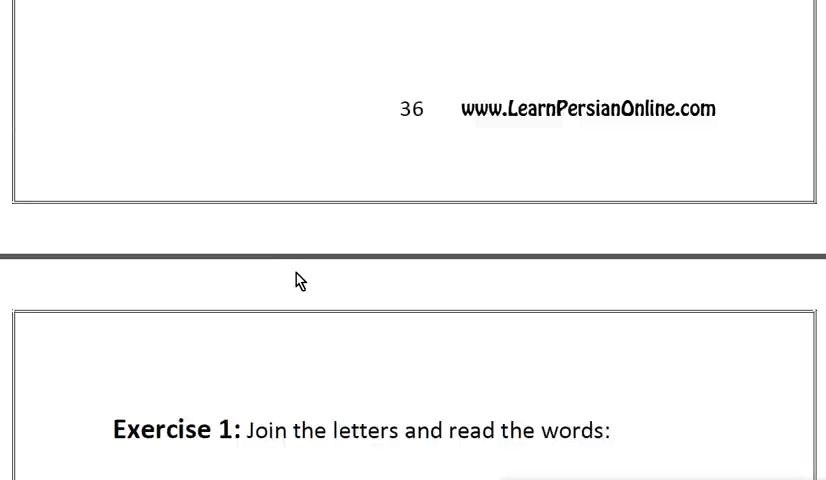 36 www.LearnPersianOnline.com
Exercise 1: Join the letters and read the words: